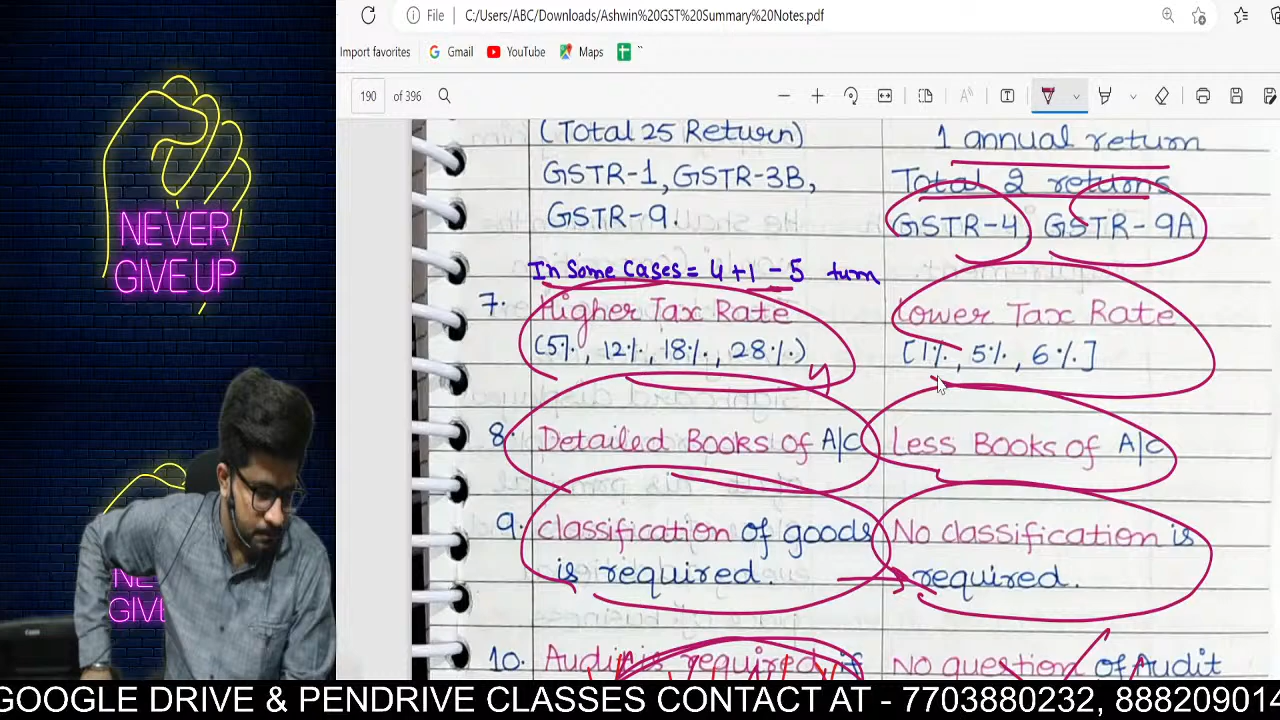 File C:/Users/ABC/Downloads/Ashwin%20GST%20Summary%20Notes.pdf
Import favorites Gmail YouTube Maps
190 of 396
(Total 25 Return) 1 annual return
GSTR-1, GSTR-3B, Total 2 returns
GSTR-9. GSTR-4 GSTR-9A
In Some Cases = 4+1 - 5 turn
7. Higher Tax Rate Lower Tax Rate
(5%, 12%, 18%, 28%) [1%, 5%, 6%]
8. Detailed Books of A/C Less Books of A/C
9. Classification of goods No classification is
is required. required.
10. Audit is required if No question of Audit
NEVER
GIVE UP
GOOGLE DRIVE & PENDRIVE CLASSES CONTACT AT - 7703880232, 888209014